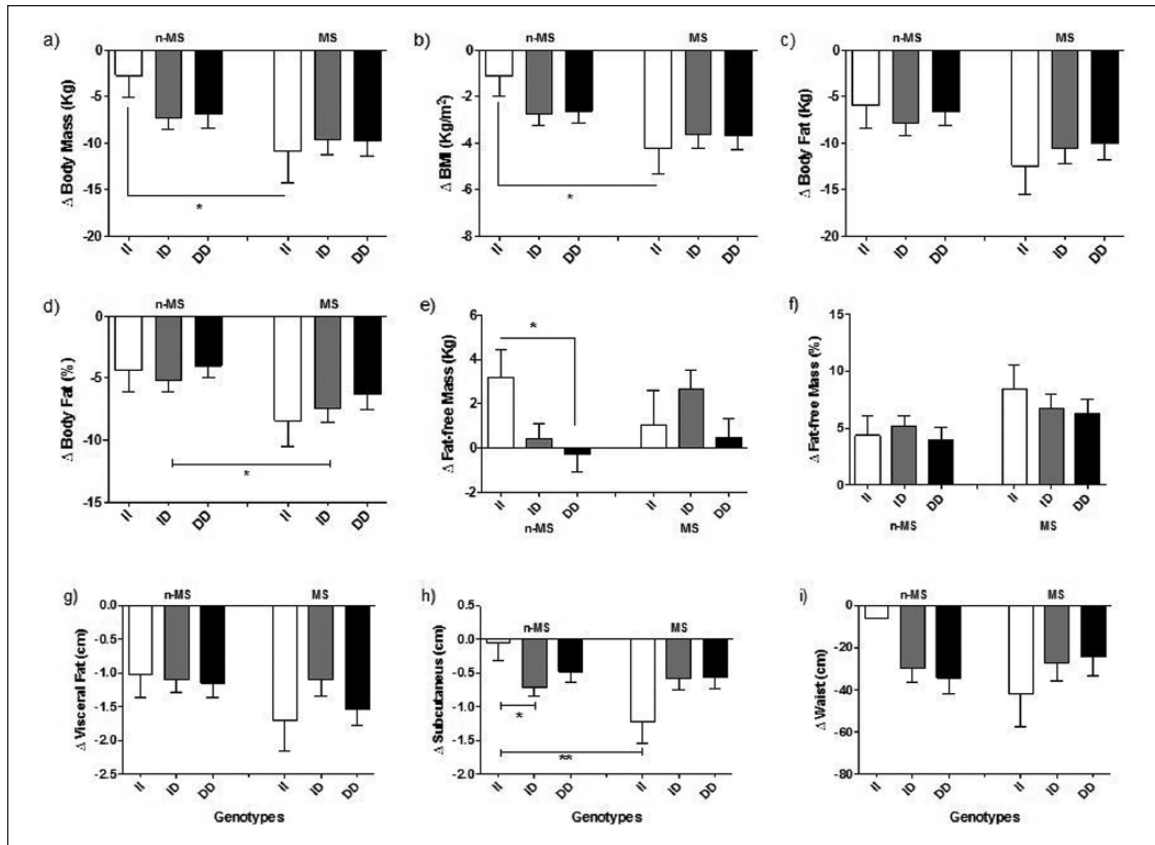 a)
n-MS MS
Δ Body Mass (Kg)
0
-5
-10
-15
-20
*
II ID DD II ID DD
b)
n-MS MS
Δ BMI (Kg/m²)
0
-2
-4
-6
-8
*
II ID DD II ID DD
c)
n-MS MS
Δ Body Fat (Kg)
0
-5
-10
-15
-20
II ID DD II ID DD
d)
n-MS MS
Δ Body Fat (%)
0
-5
-10
-15
*
II ID DD II ID DD
e)
Δ Fat-free Mass (Kg)
6
4
2
0
-2
*
II ID DD II ID DD
n-MS MS
f)
Δ Fat-free Mass (%)
15
10
5
0
II ID DD II ID DD
n-MS MS
g)
n-MS MS
Δ Visceral Fat (cm)
0.0
-0.5
-1.0
-1.5
-2.0
-2.5
II ID DD II ID DD
Genotypes
h)
n-MS MS
Δ Subcutaneus (cm)
0.5
0.0
-0.5
-1.0
-1.5
-2.0
*
**
II ID DD II ID DD
Genotypes
i)
n-MS MS
Δ Waist (cm)
0
-20
-40
-60
-80
II ID DD II ID DD
Genotypes